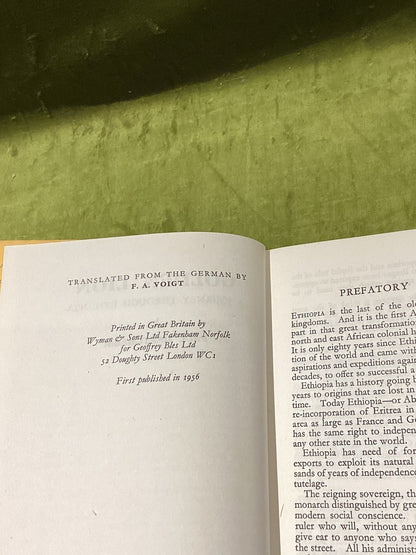 TRANSLATED FROM THE GERMAN BY
F. A. VOIGT
Printed in Great Britain by
Wyman & Sons Ltd Fakenham Norfolk
for Geoffrey Bles Ltd
52 Doughty Street London WC1
First published in 1956
PREFATORY
ETHIOPIA is the last of the old
kingdoms. And it is the first A
part in that great transformation
north and east African colonial h
It is only eighty years since Ethiop
tion of the world and came with
aspirations and expeditions again
decades, to offer so successful a
Ethiopia has a history going b
years to origins that are lost in
time. Today Ethiopia—or Ab
re-incorporation of Eritrea in
area as large as France and Ge
has the same right to independ
any other state in the world.
Ethiopia has need of for
exports to exploit its natural
sands of years of independenc
tutelage.
The reigning sovereign, th
monarch distinguished by gre
modern social conscience.
ruler who will, without any
give ear to anyone who say
the street. All his admini